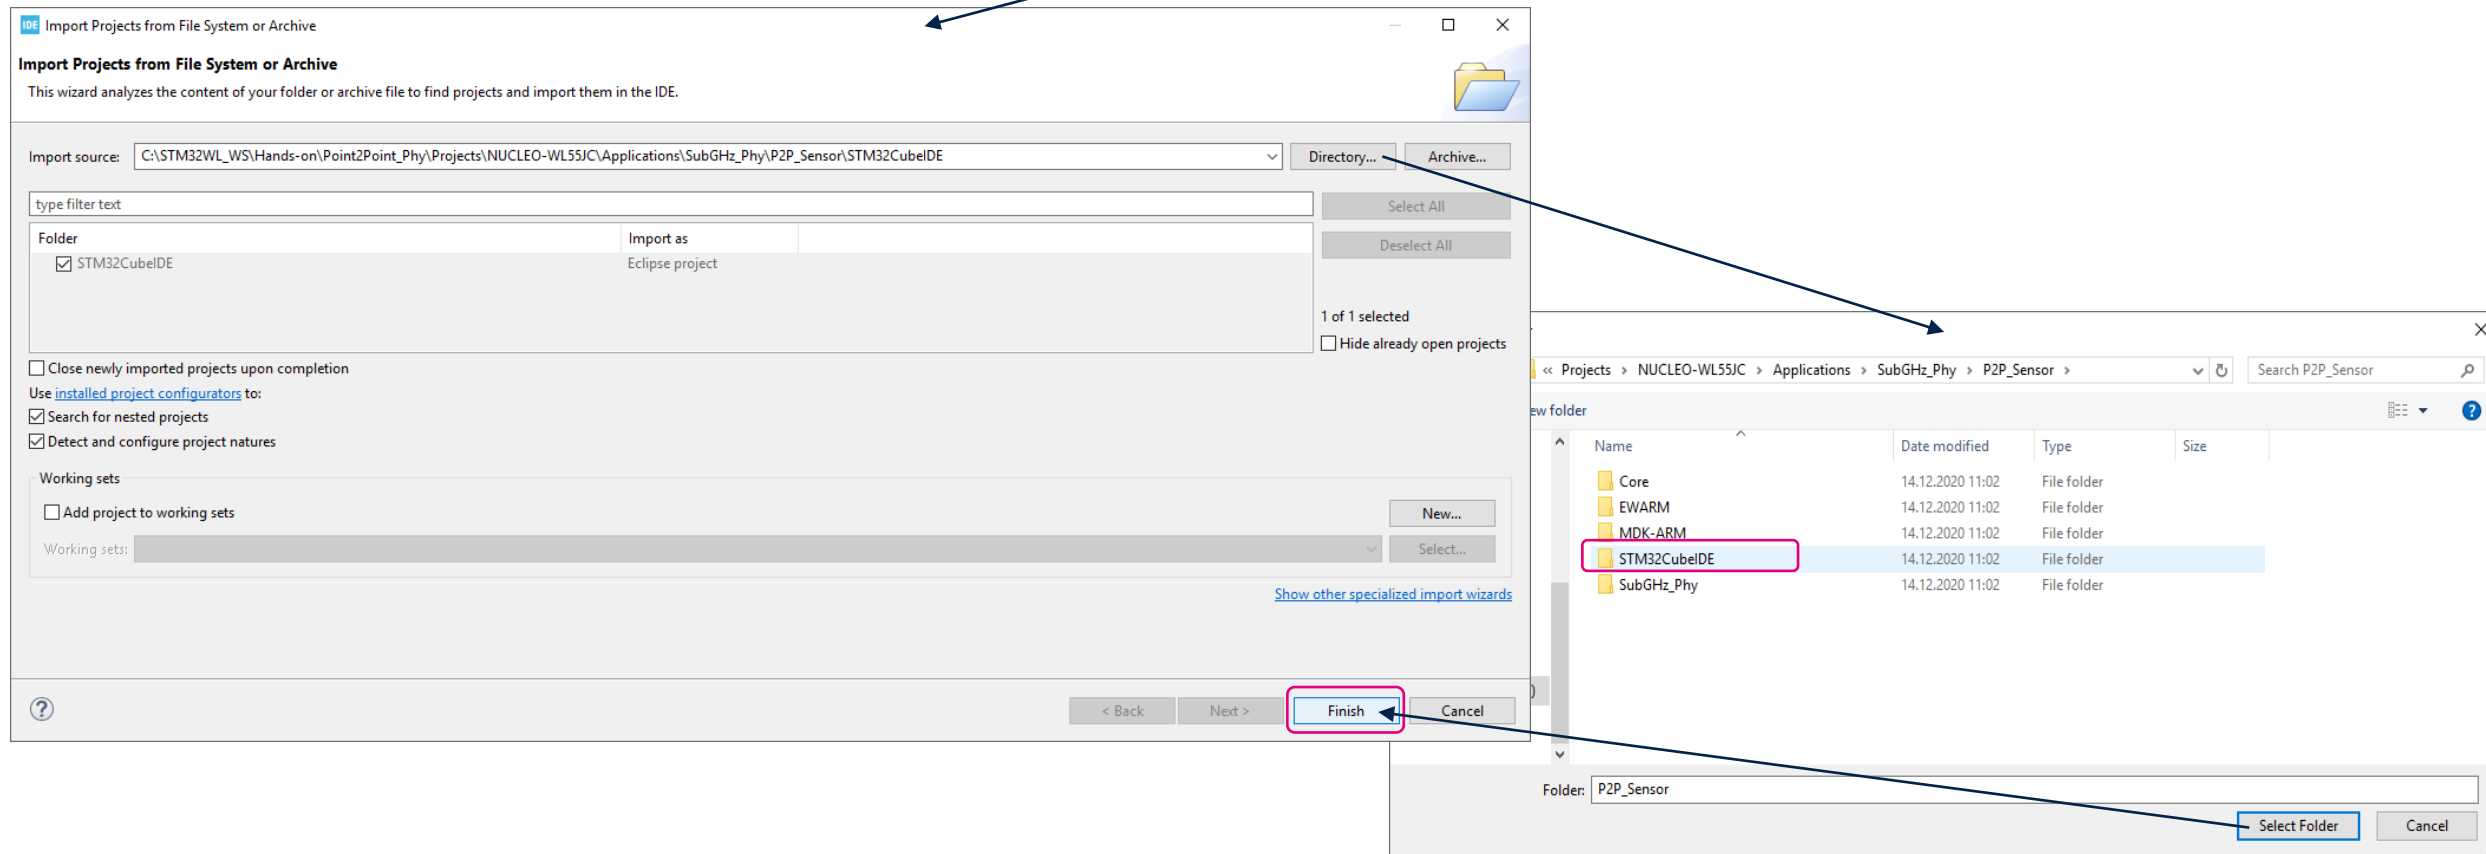 IDE Import Projects from File System or Archive
Import Projects from File System or Archive
This wizard analyzes the content of your folder or archive file to find projects and import them in the IDE.
Import source: C:\STM32WL_WS\Hands-on\Point2Point_Phy\Projects\NUCLEO-WL55JC\Applications\SubGHz_Phy\P2P_Sensor\STM32CubeIDE Directory... Archive...
type filter text Select All
Folder Import as Deselect All
STM32CubeIDE Eclipse project
1 of 1 selected
Hide already open projects
Close newly imported projects upon completion
Use installed project configurators to:
Search for nested projects
Detect and configure project natures
Working sets
Add project to working sets New...
Working sets: Select...
Show other specialized import wizards
? < Back Next > Finish Cancel
« Projects › NUCLEO-WL55JC › Applications › SubGHz_Phy › P2P_Sensor › Search P2P_Sensor
ew folder ?
Name Date modified Type Size
Core 14.12.2020 11:02 File folder
EWARM 14.12.2020 11:02 File folder
MDK-ARM 14.12.2020 11:02 File folder
STM32CubeIDE 14.12.2020 11:02 File folder
SubGHz_Phy 14.12.2020 11:02 File folder
)
Folder: P2P_Sensor
Select Folder Cancel